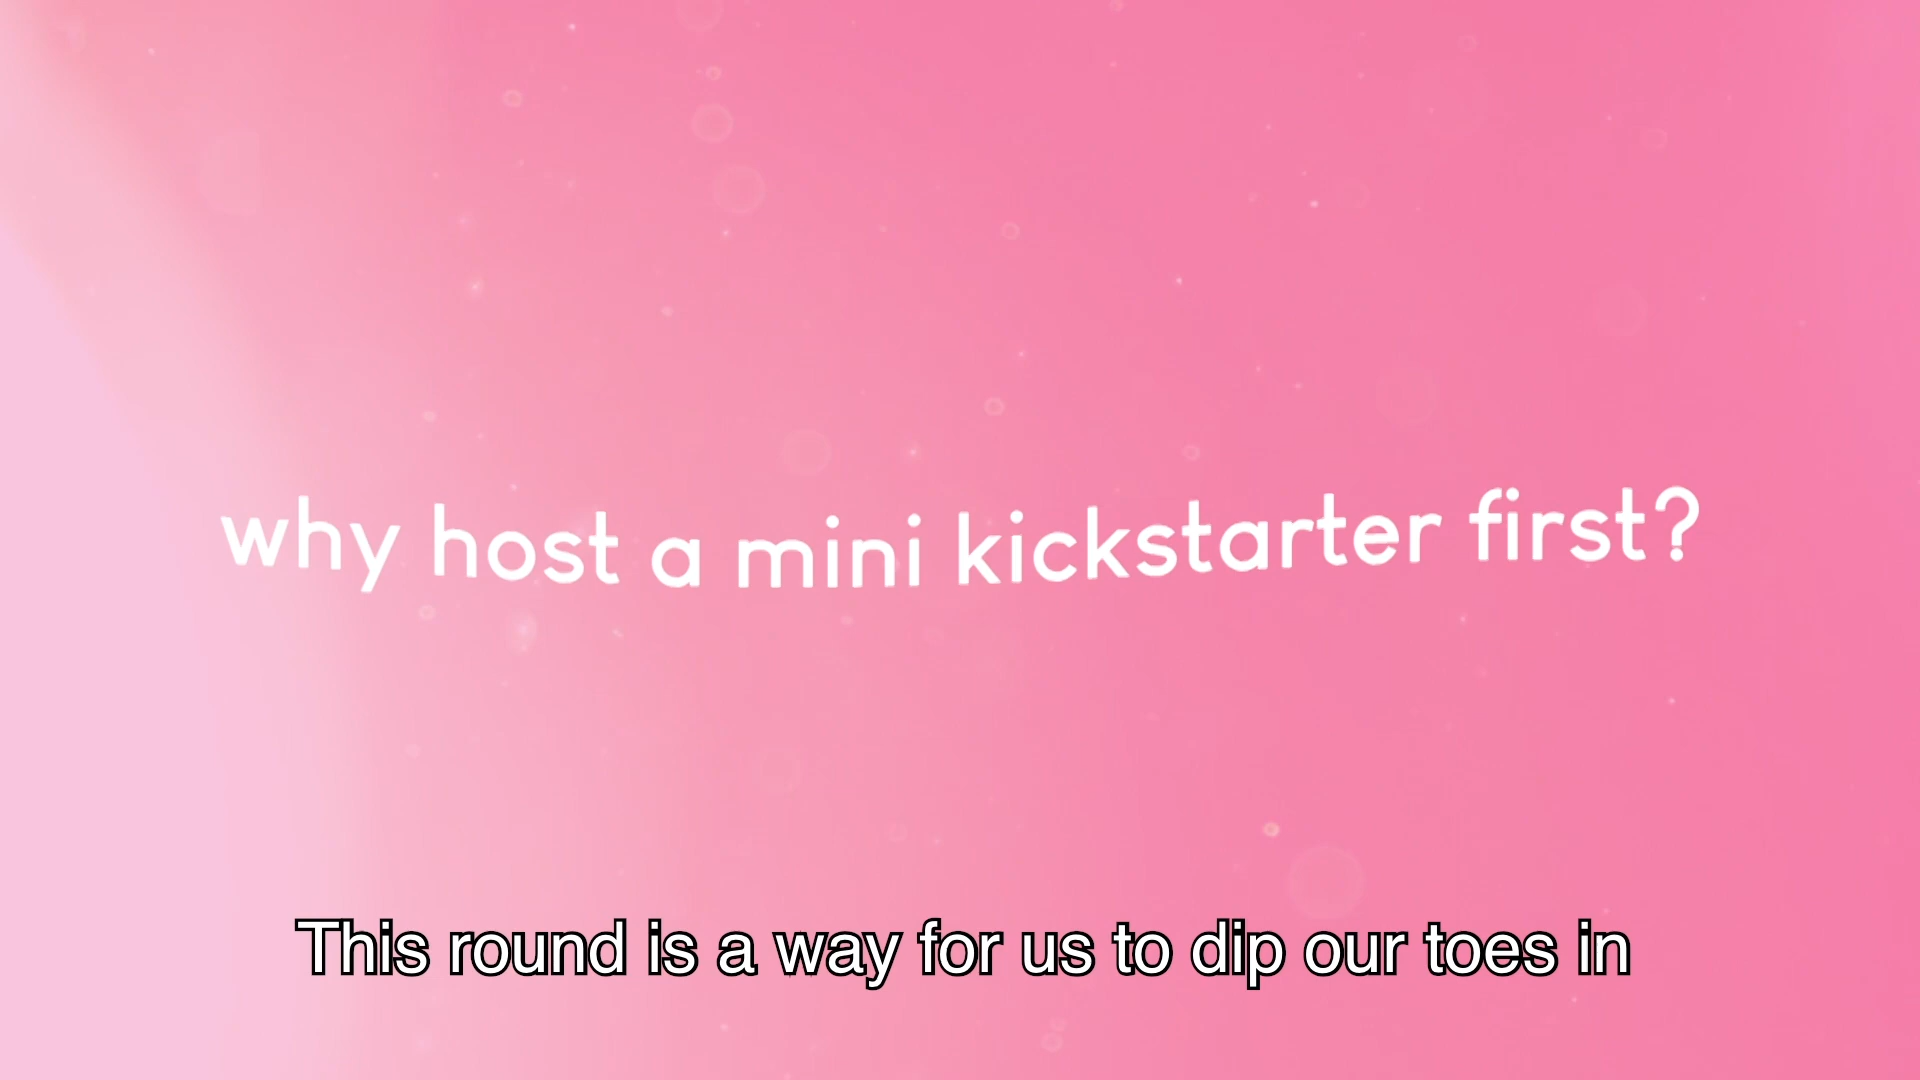 why host a mini kickstarter first?
This round is a way for us to dip our toes in